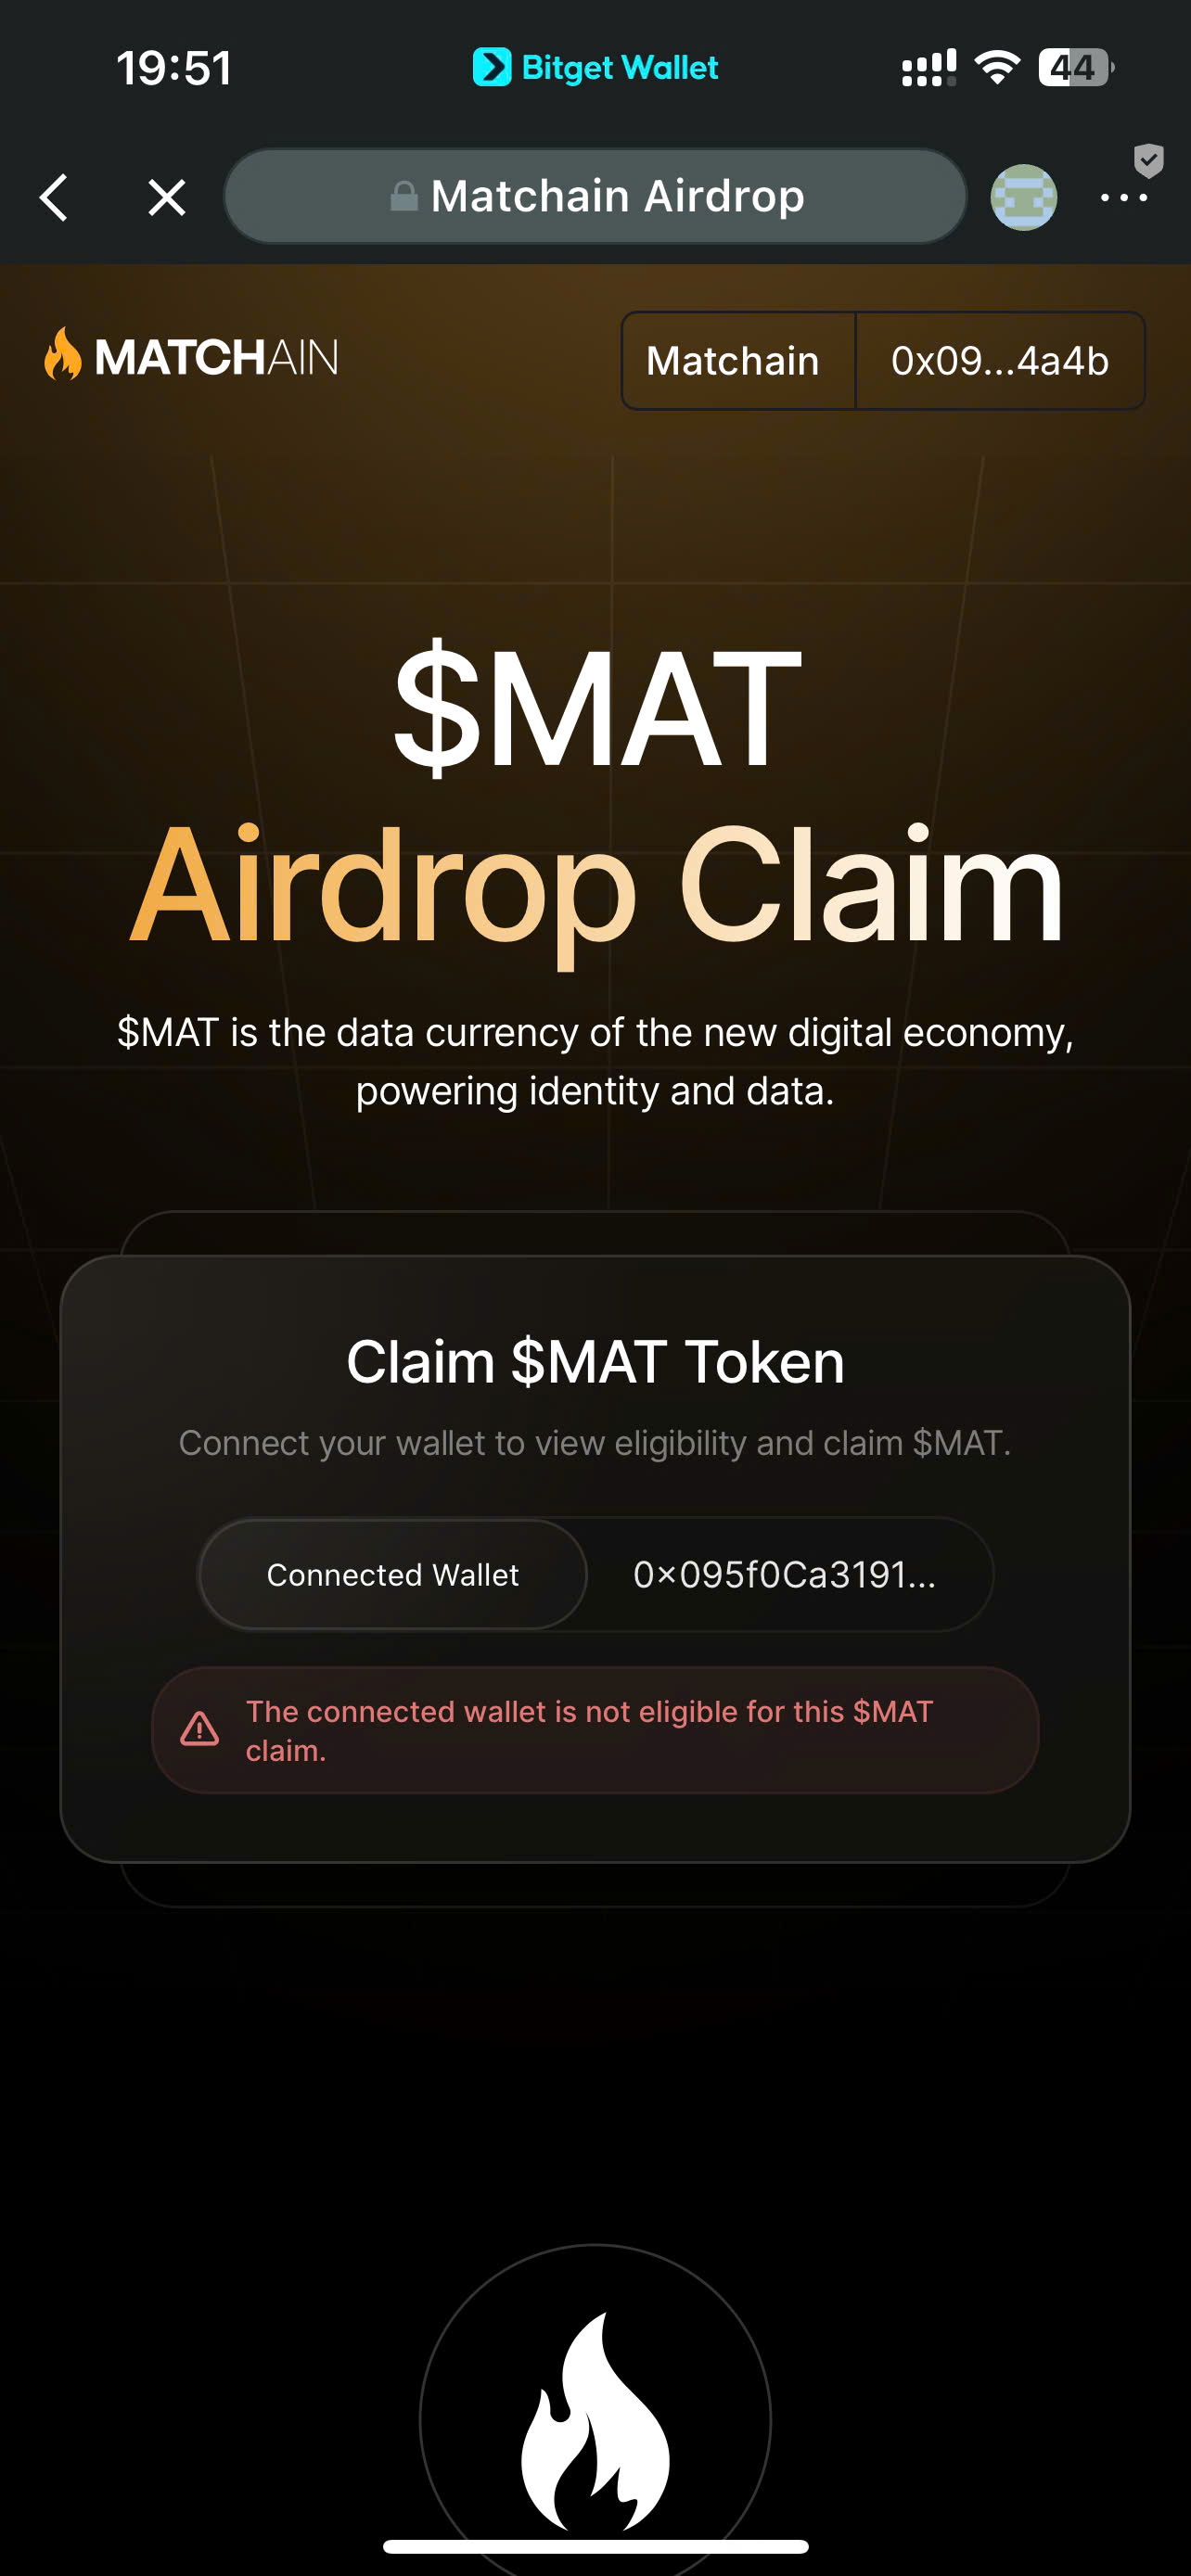 19:51
Bitget Wallet
44
Matchain Airdrop
MATCHAIN
Matchain
0x09...4a4b
$MAT
Airdrop Claim
$MAT is the data currency of the new digital economy,
powering identity and data.
Claim $MAT Token
Connect your wallet to view eligibility and claim $MAT.
Connected Wallet
0×095f0Ca3191...
The connected wallet is not eligible for this $MAT
claim.